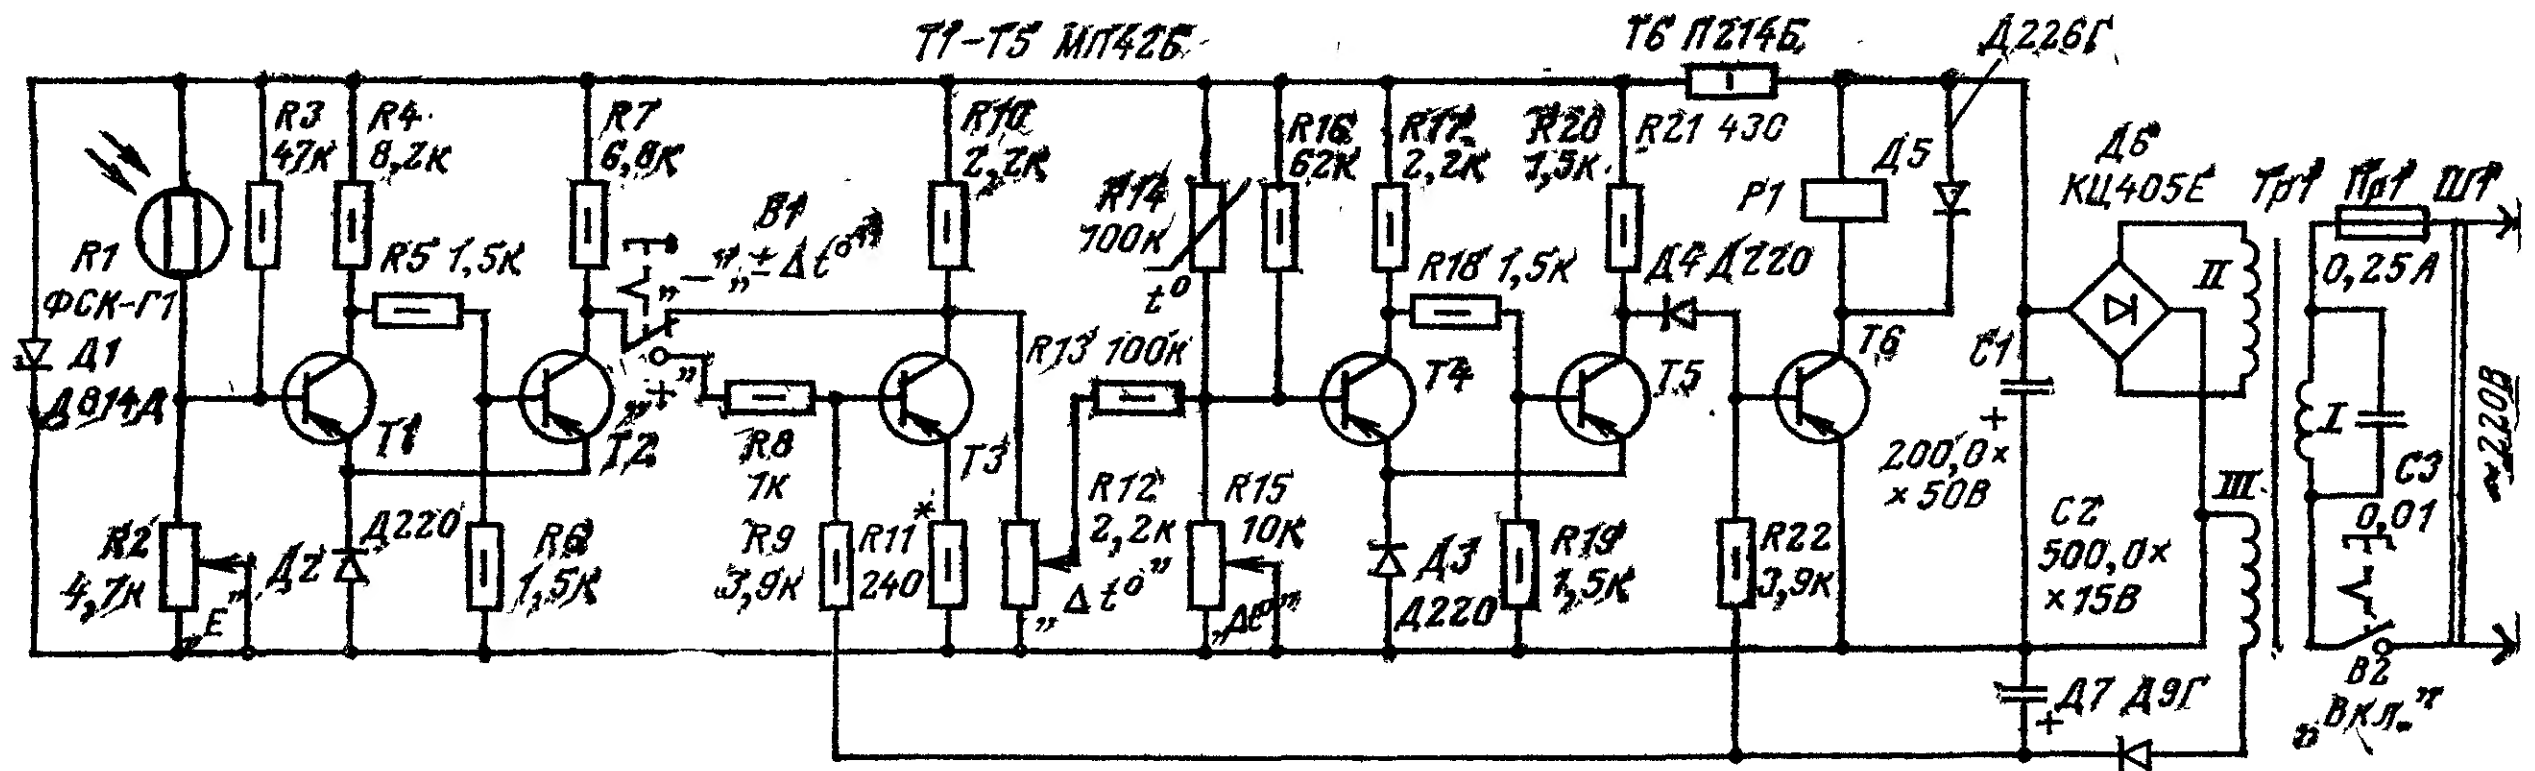 Т1-Т5 МП42Б
Т6 П214Б
Д226Г
R3
47к
R4
8,2к
R7
6,8к
R10
2,2к
R14
100к
t°
R16
62к
R17
2,2к
R20
1,5к
R21 430
Р1
Д5
Д6
КЦ405Е
Тр1
Пр1
Ш1
0,25А
R1
ФСК-Г1
Д1
Д814Д
R5 1,5к
В1
„-" „±Δt°"
„+"
R13 100к
R18 1,5к
Д4 Д220
Т1
Т2
Т3
Т4
Т5
Т6
С1
200,0×
×50В
II
I
III
С3
0,01
~220В
R2
4,7к
„Е"
Д2
Д220
R6
1,5к
R8
1к
R9
3,9к
R11*
240
R12
2,2к
„Δt°"
R15
10к
„Δt°"
Д3
Д220
R19
1,5к
R22
3,9к
С2
500,0×
×15В
Д7 Д9Г
В2
„Вкл."